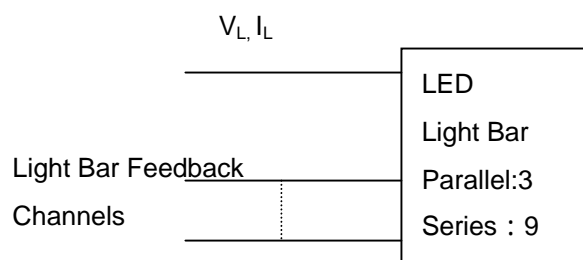 VL, IL
LED
Light Bar
Parallel:3
Series：9
Light Bar Feedback
Channels